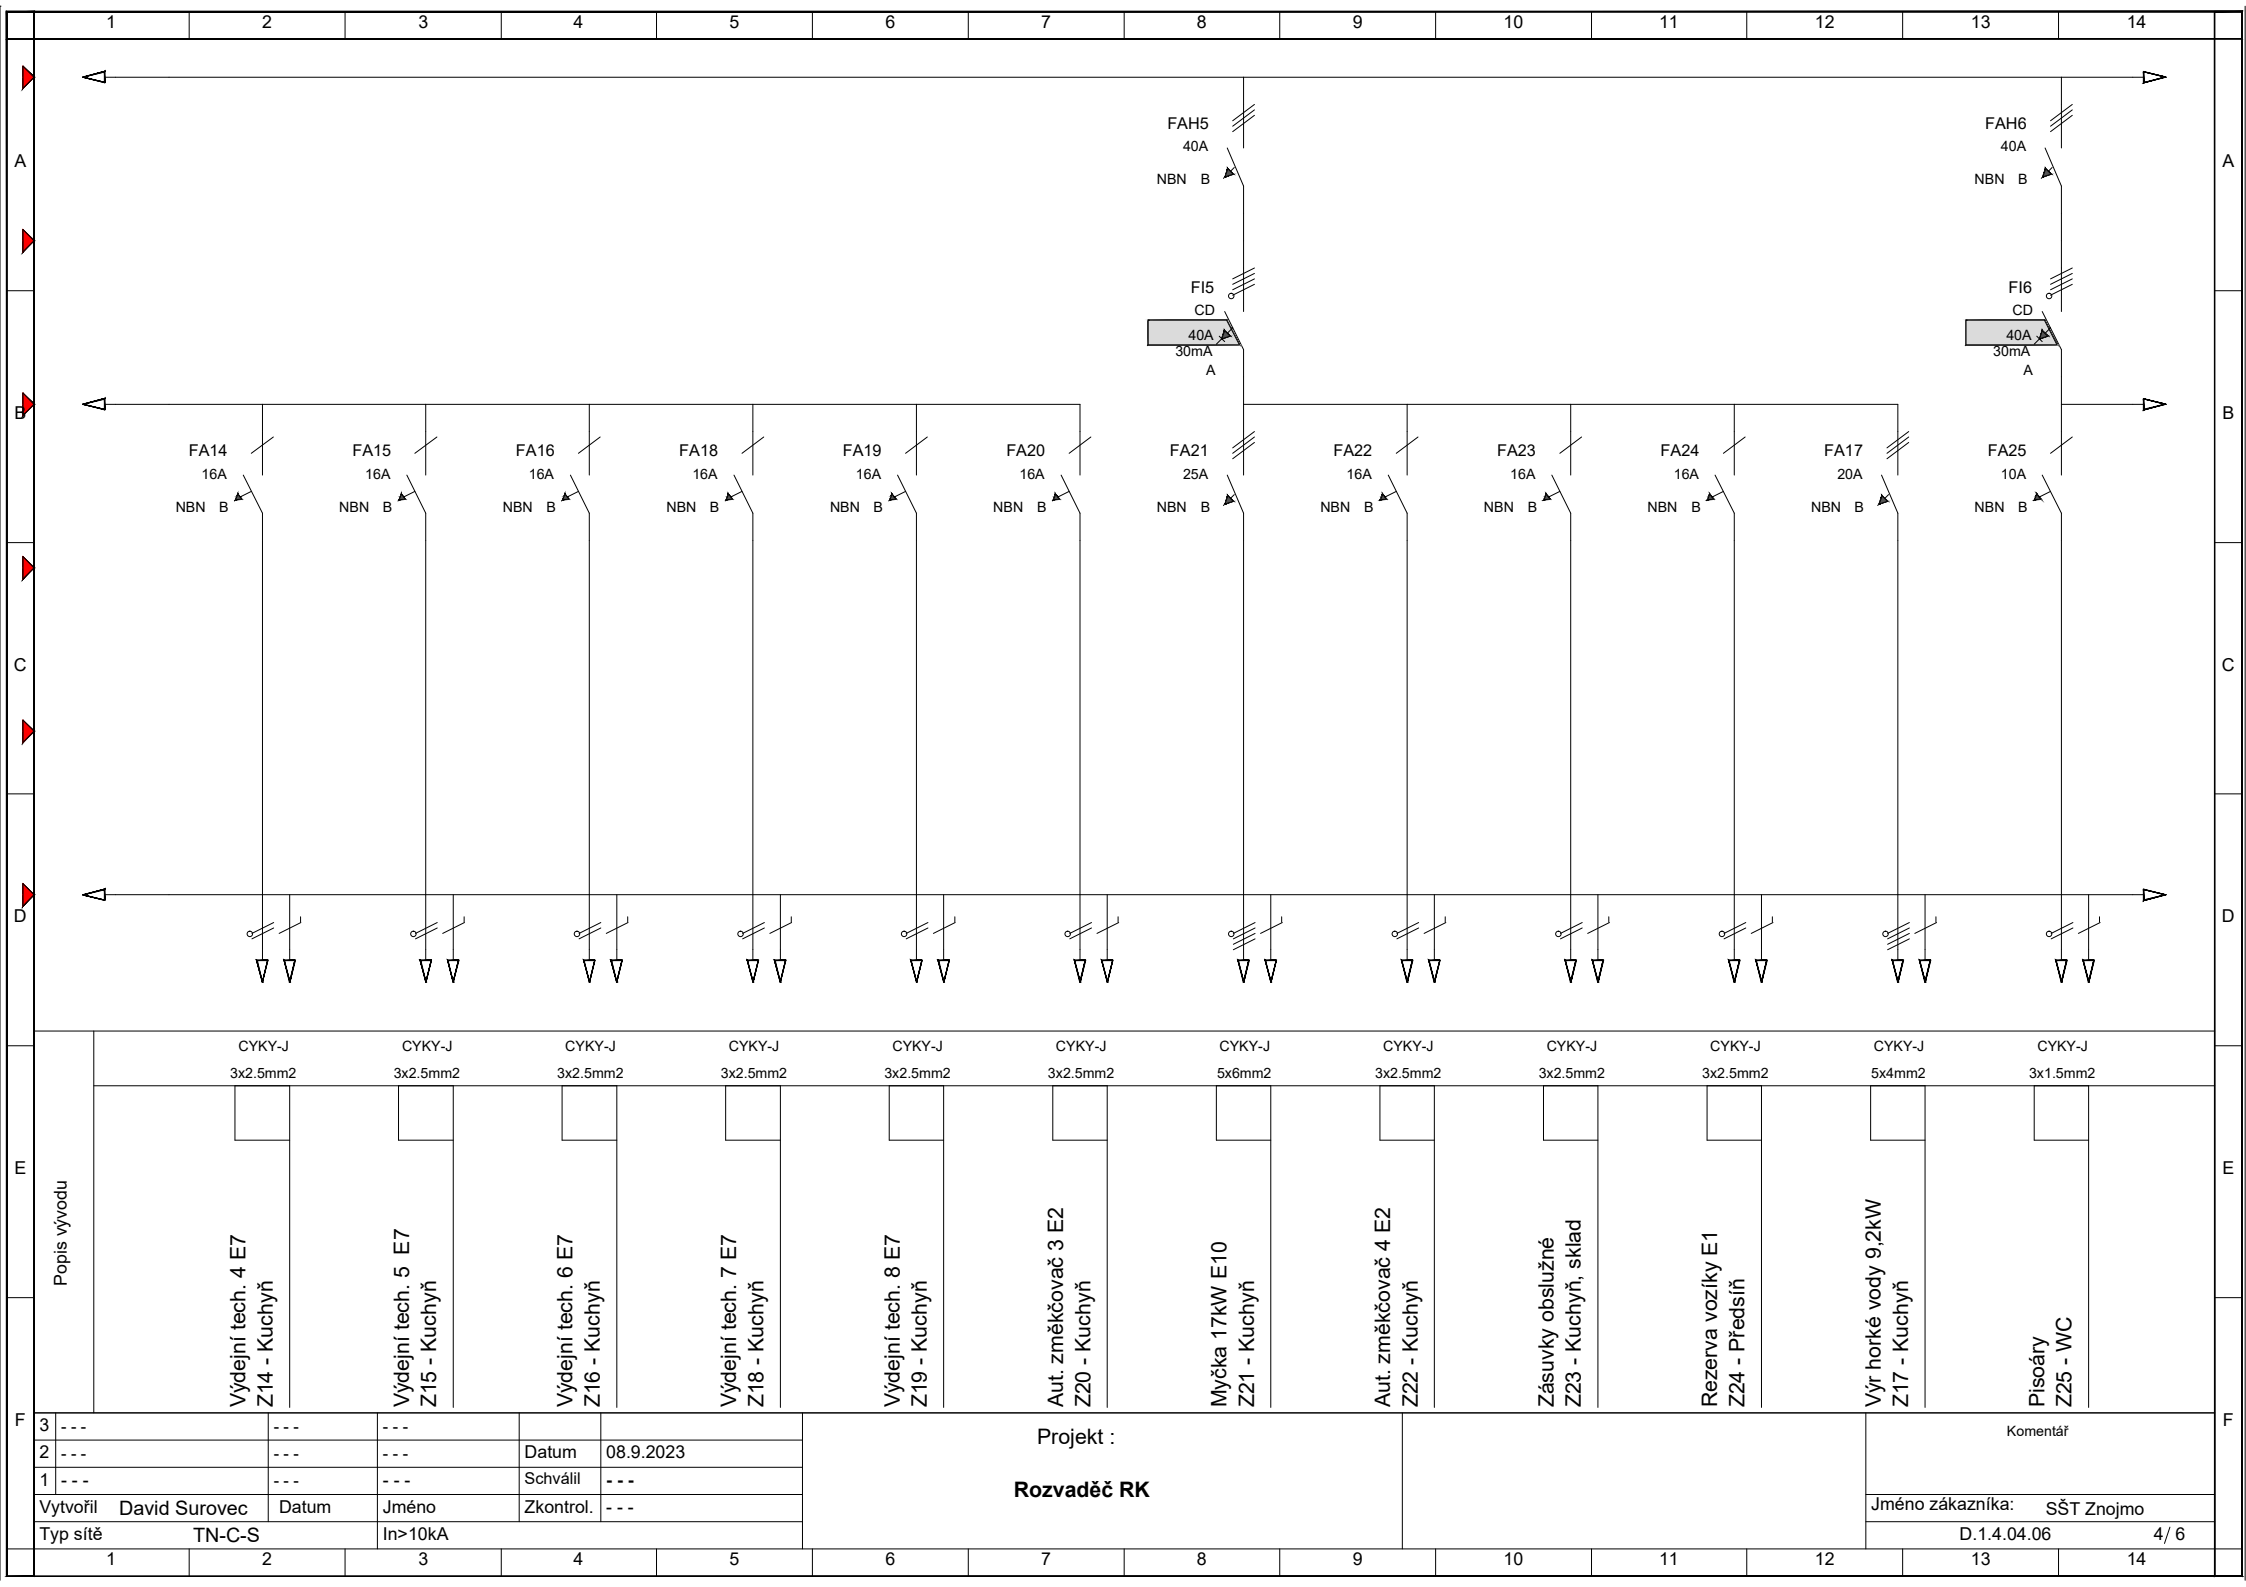 1 2 3 4 5 6 7 8 9 10 11 12 13 14
FAH5 FAH6
40A 40A
A A
NBN B NBN B
FI5 FI6
CD CD
40A 40A
30mA 30mA
A A
B B
FA14 FA15 FA16 FA18 FA19 FA20 FA21 FA22 FA23 FA24 FA17 FA25
16A 16A 16A 16A 16A 16A 25A 16A 16A 16A 20A 10A
NBN B NBN B NBN B NBN B NBN B NBN B NBN B NBN B NBN B NBN B NBN B NBN B
C C
D D
CYKY-J CYKY-J CYKY-J CYKY-J CYKY-J CYKY-J CYKY-J CYKY-J CYKY-J CYKY-J CYKY-J CYKY-J
3x2.5mm2 3x2.5mm2 3x2.5mm2 3x2.5mm2 3x2.5mm2 3x2.5mm2 5x6mm2 3x2.5mm2 3x2.5mm2 3x2.5mm2 5x4mm2 3x1.5mm2
E E
Popis vývodu
Výdejní tech. 4 E7
Z14 - Kuchyň
Výdejní tech. 5 E7
Z15 - Kuchyň
Výdejní tech. 6 E7
Z16 - Kuchyň
Výdejní tech. 7 E7
Z18 - Kuchyň
Výdejní tech. 8 E7
Z19 - Kuchyň
Aut. změkčovač 3 E2
Z20 - Kuchyň
Myčka 17kW E10
Z21 - Kuchyň
Aut. změkčovač 4 E2
Z22 - Kuchyň
Zásuvky obslužné
Z23 - Kuchyň, sklad
Rezerva vozíky E1
Z24 - Předsíň
Výr horké vody 9,2kW
Z17 - Kuchyň
Pisoáry
Z25 - WC
F F
3 --- --- ---
2 --- --- --- Datum 08.9.2023
1 --- --- --- Schválil ---
Vytvořil David Surovec Datum Jméno Zkontrol. ---
Typ sítě TN-C-S In>10kA
Projekt :
Rozvaděč RK
Komentář
Jméno zákazníka: SŠT Znojmo
D.1.4.04.06 4/ 6
1 2 3 4 5 6 7 8 9 10 11 12 13 14